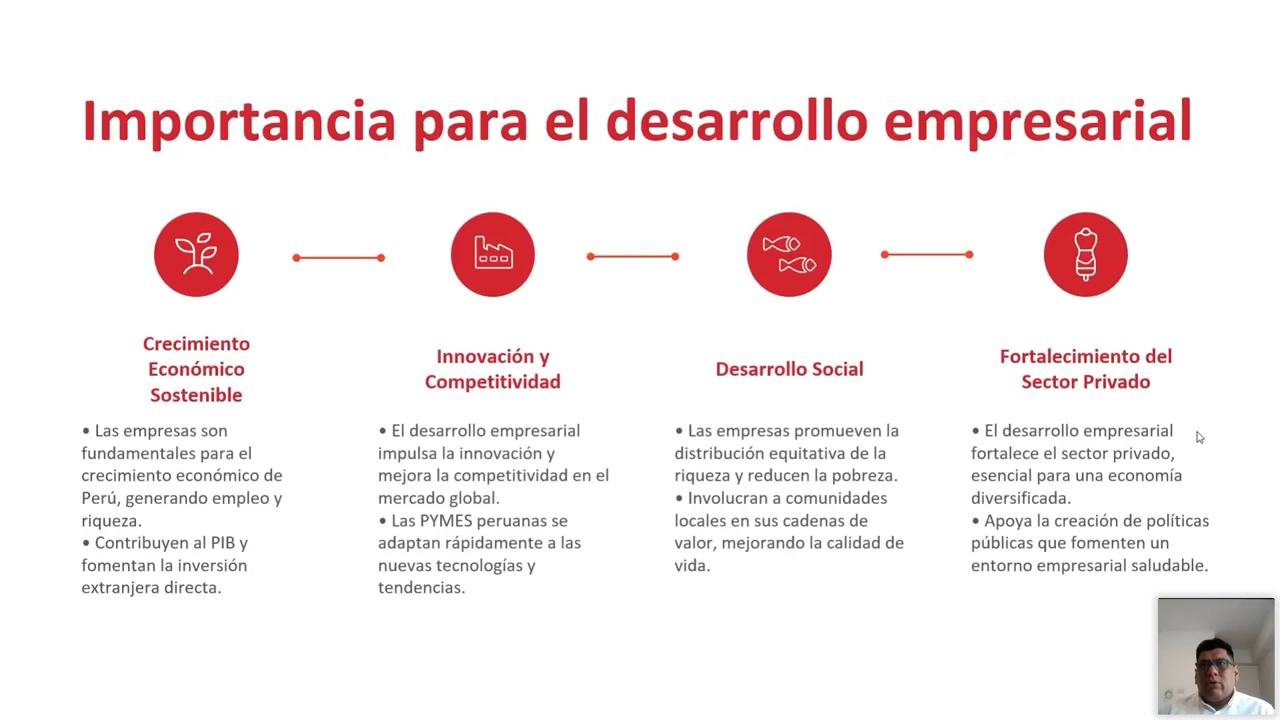 Importancia para el desarrollo empresarial
Crecimiento
Económico
Sostenible
• Las empresas son
fundamentales para el
crecimiento económico de
Perú, generando empleo y
riqueza.
• Contribuyen al PIB y
fomentan la inversión
extranjera directa.
Innovación y
Competitividad
• El desarrollo empresarial
impulsa la innovación y
mejora la competitividad en el
mercado global.
• Las PYMES peruanas se
adaptan rápidamente a las
nuevas tecnologías y
tendencias.
Desarrollo Social
• Las empresas promueven la
distribución equitativa de la
riqueza y reducen la pobreza.
• Involucran a comunidades
locales en sus cadenas de
valor, mejorando la calidad de
vida.
Fortalecimiento del
Sector Privado
• El desarrollo empresarial
fortalece el sector privado,
esencial para una economía
diversificada.
• Apoya la creación de políticas
públicas que fomenten un
entorno empresarial saludable.